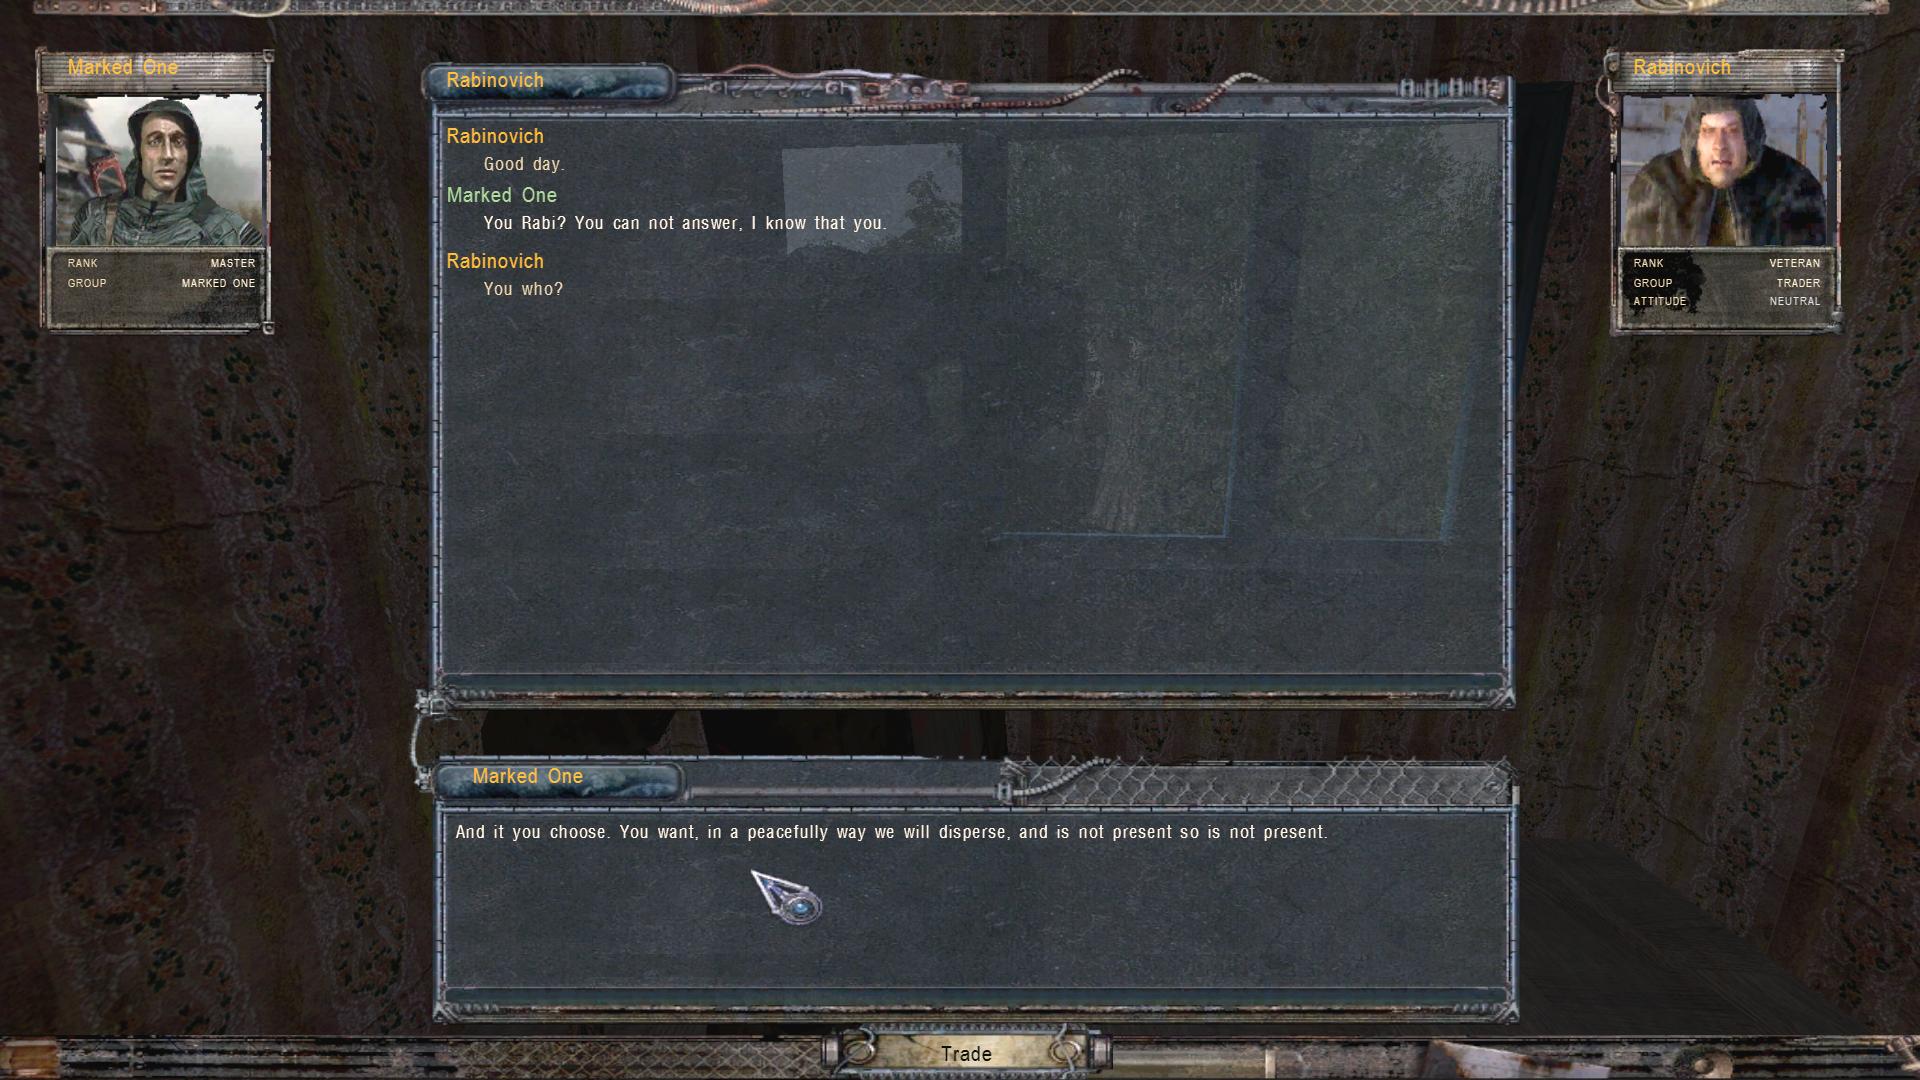 Marked One
RANK MASTER
GROUP MARKED ONE
Rabinovich
Rabinovich
Good day.
Marked One
You Rabi? You can not answer, I know that you.
Rabinovich
You who?
Rabinovich
RANK VETERAN
GROUP TRADER
ATTITUDE NEUTRAL
Marked One
And it you choose. You want, in a peacefully way we will disperse, and is not present so is not present.
Trade